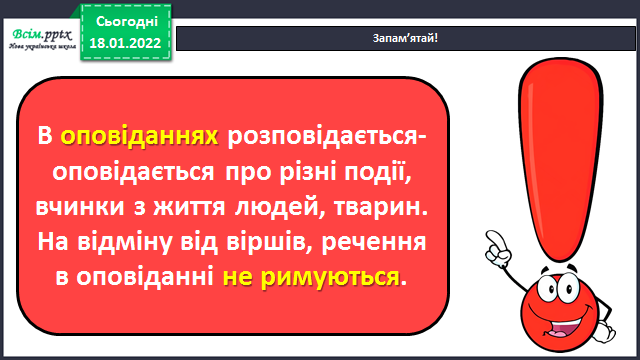 Всім.pptx
Нова українська школа
Сьогодні
18.01.2022
Запам’ятай!
В оповіданнях розповідається-
оповідається про різні події,
вчинки з життя людей, тварин.
На відміну від віршів, речення
в оповіданні не римуються.